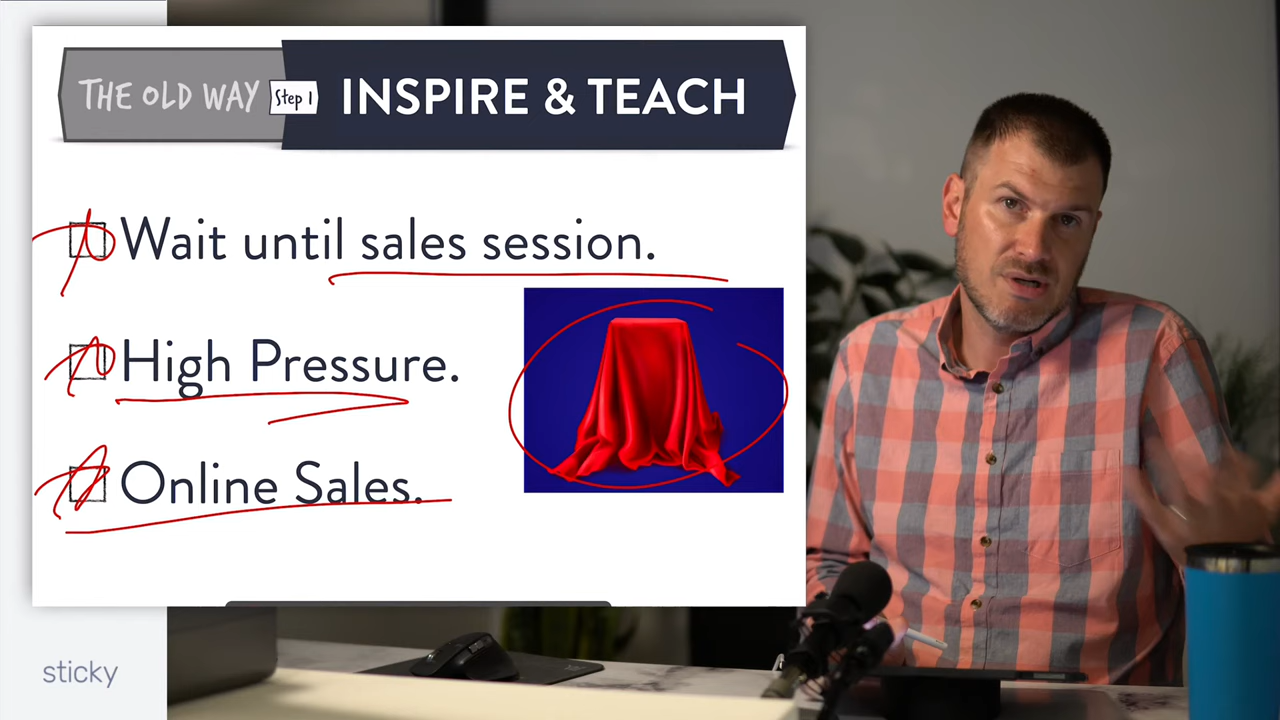 THE OLD WAY
Step 1
INSPIRE & TEACH
Wait until sales session.
High Pressure.
Online Sales.
sticky